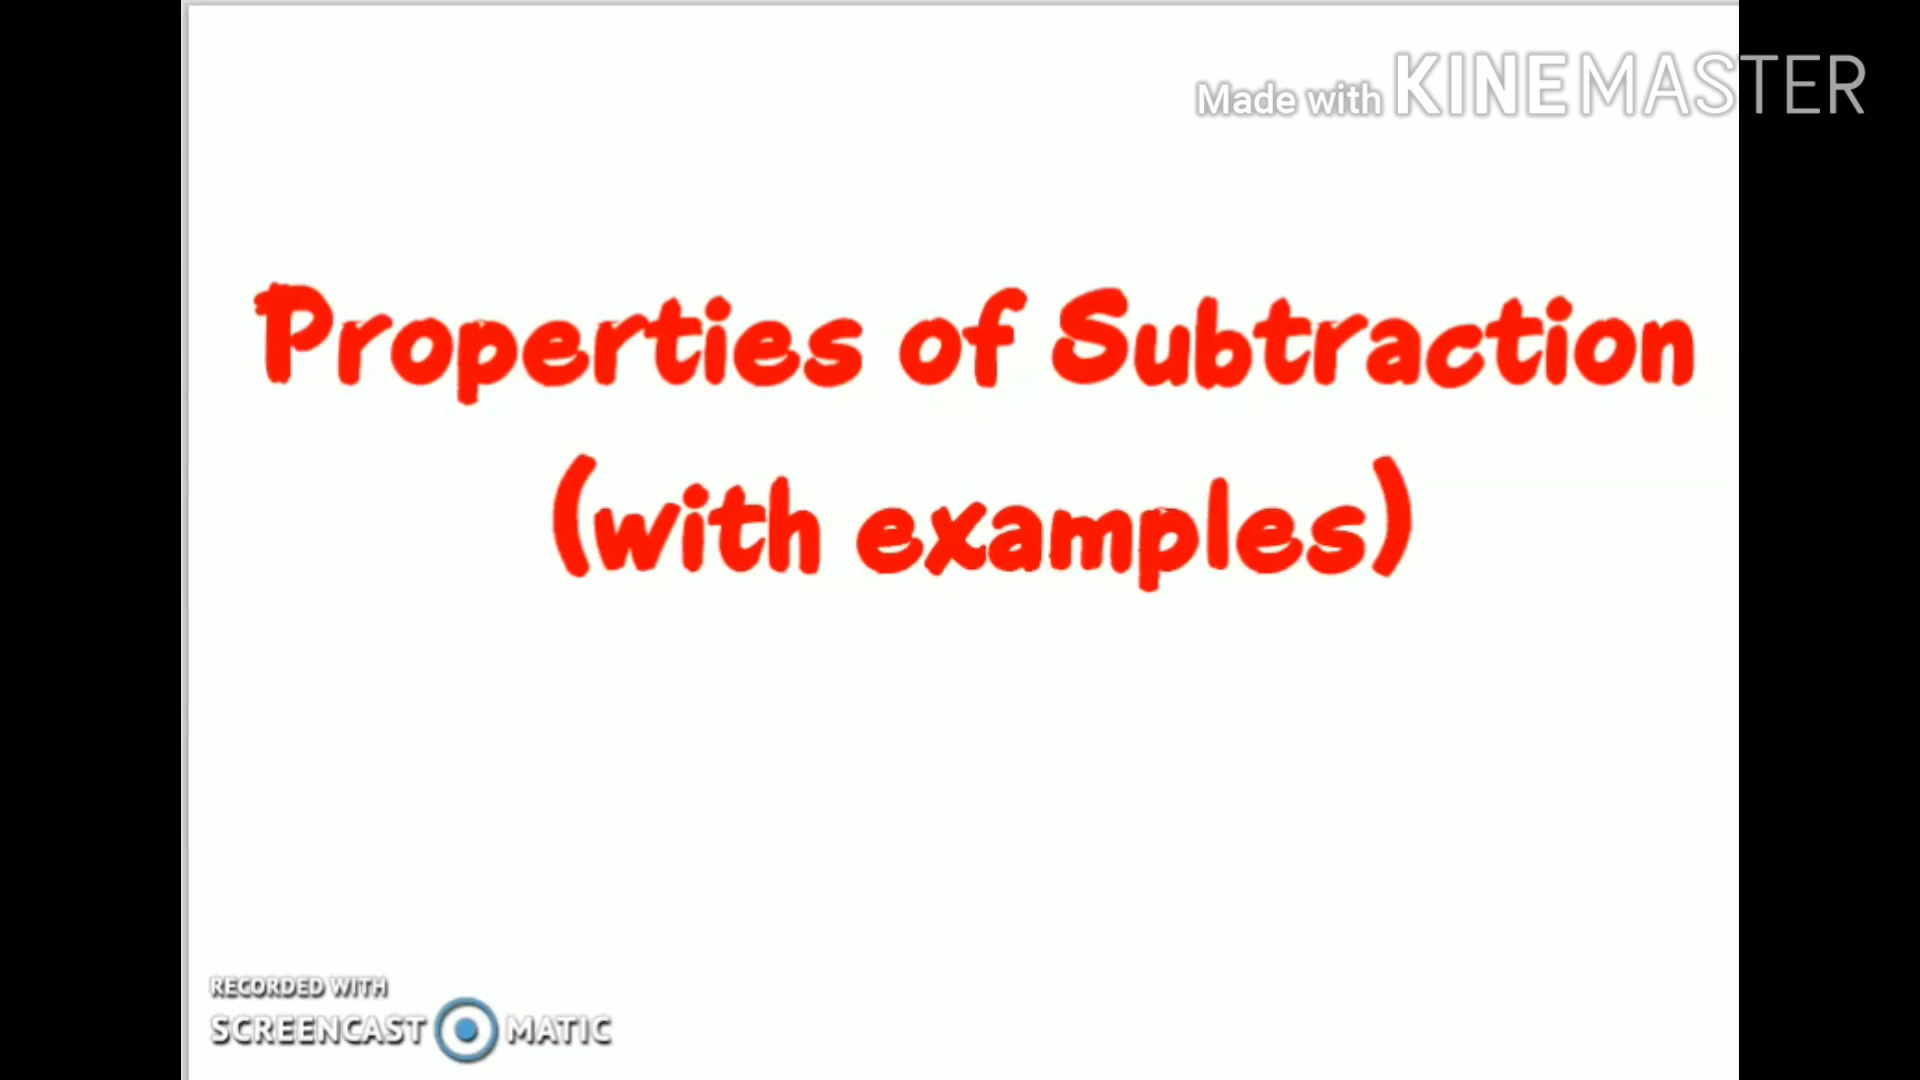 Made with KINEMASTER
Properties of Subtraction
(with examples)
RECORDED WITH
SCREENCAST MATIC